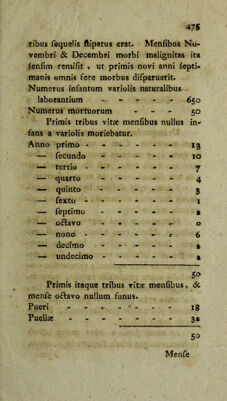 475
ribus ſequelis ſtipatus erat. Menſibus No-
vembri & Decembri morbi malignitas ita
ſenſim remiſit, ut primis novi anni ſepti-
manis omnis fere morbus diſparuerit.
Numerus infantum variolis naturalibus
laborantium - - - - - 650
Numerus mortuorum - - - 50
Primis tribus vitæ menſibus nullus in-
fans a variolis moriebatur.
Anno primo - - - - - - 13
— ſecundo - - - - - 10
— tertio - - - - - - 7
— quarto - - - - - 4
— quinto - - - - - 3
— ſexto - - - - - - 1
— ſeptimo - - - - - 2
— octavo - - - - - 0
— nono - - - - - - 6
— decimo - - - - - 2
— undecimo - - - - - 2
50
Primis itaque tribus vitæ menſibus, &
menſe octavo nullum funus.
Pueri - - - - - - - 18
Puellæ - - - - - - - 32
50
Menſe